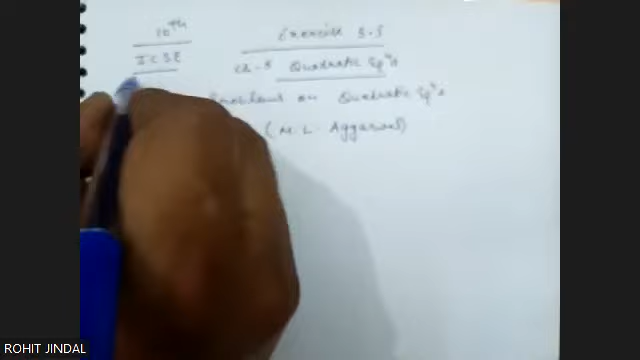 10th
Exercise 5.5
ICSE
Ch-5 Quadratic Eqns
Problems on Quadratic Eqns
(M.L. Aggarwal)
ROHIT JINDAL